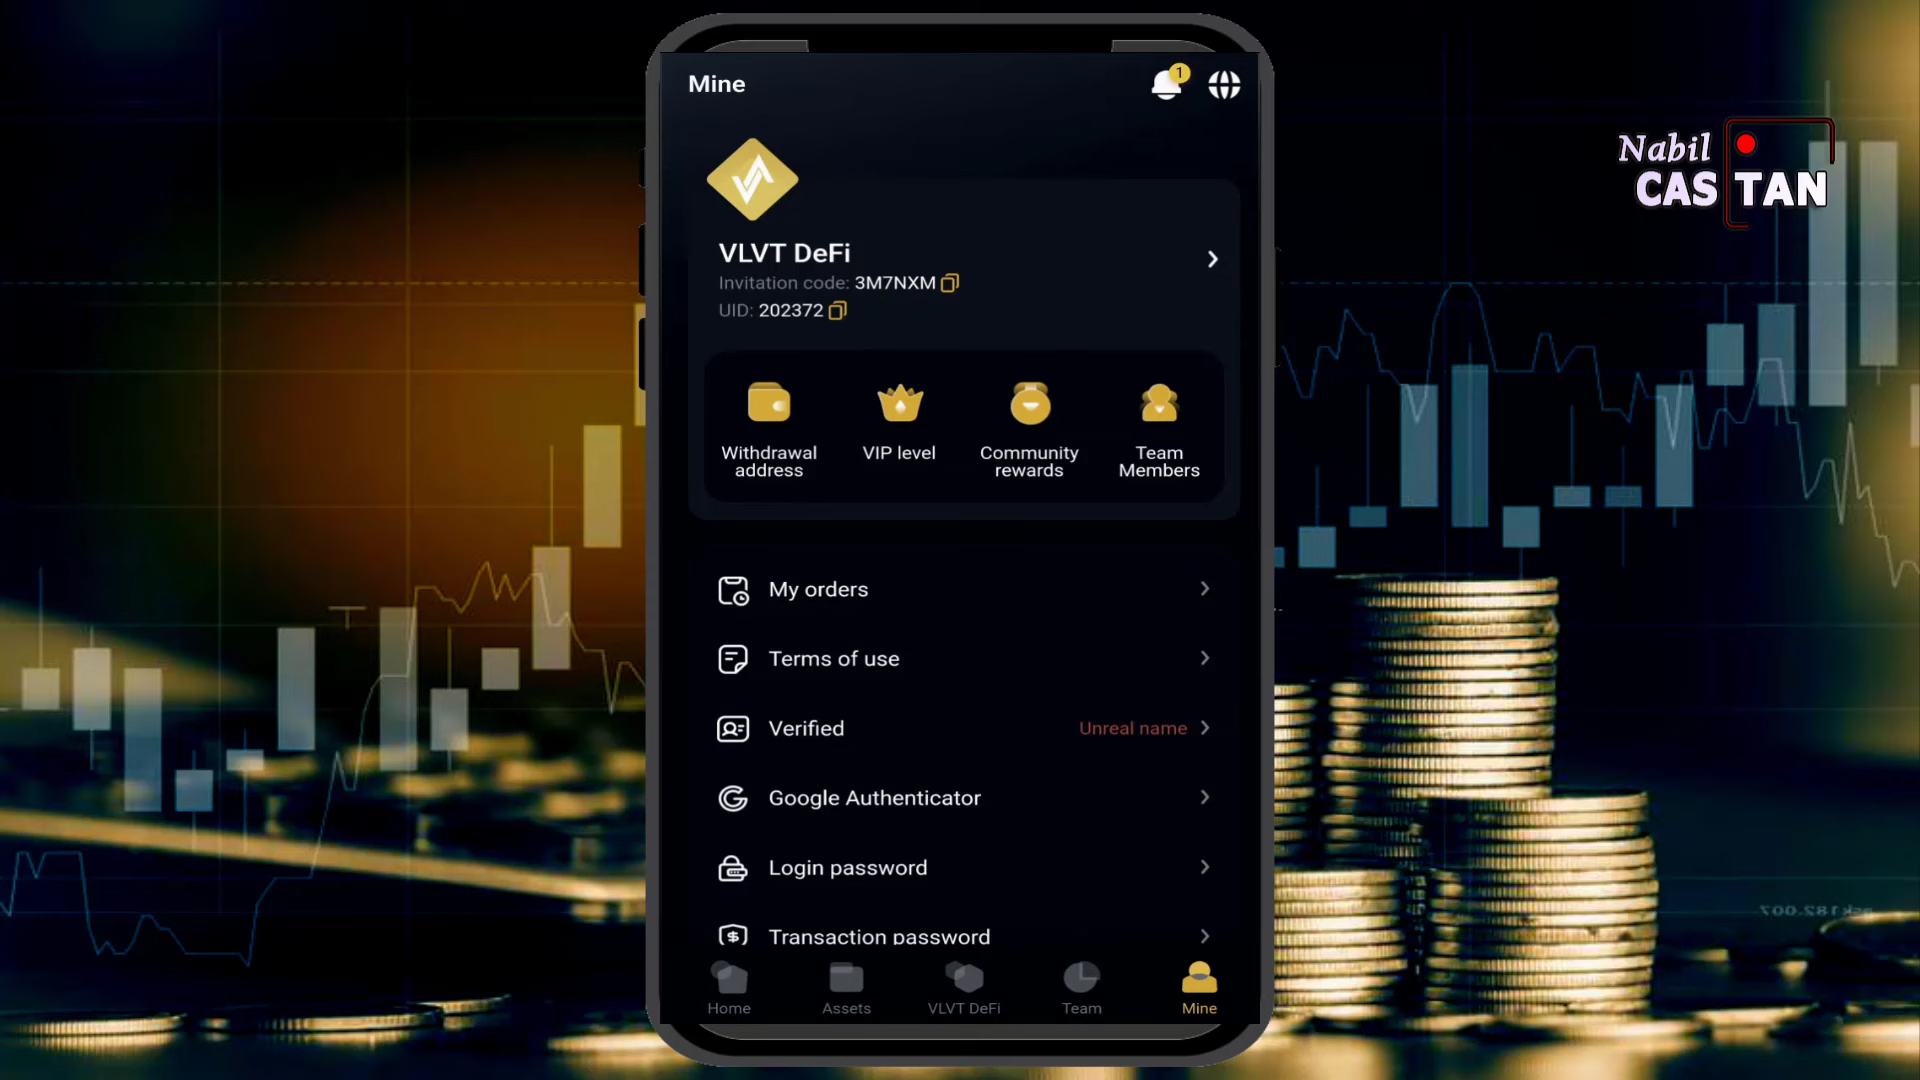 Mine
1
Nabil
CASTAN
VLVT DeFi
Invitation code: 3M7NXM
UID: 202372
Withdrawal address
VIP level
Community rewards
Team Members
My orders
Terms of use
Verified
Unreal name
Google Authenticator
Login password
Transaction password
Home
Assets
VLVT DeFi
Team
Mine